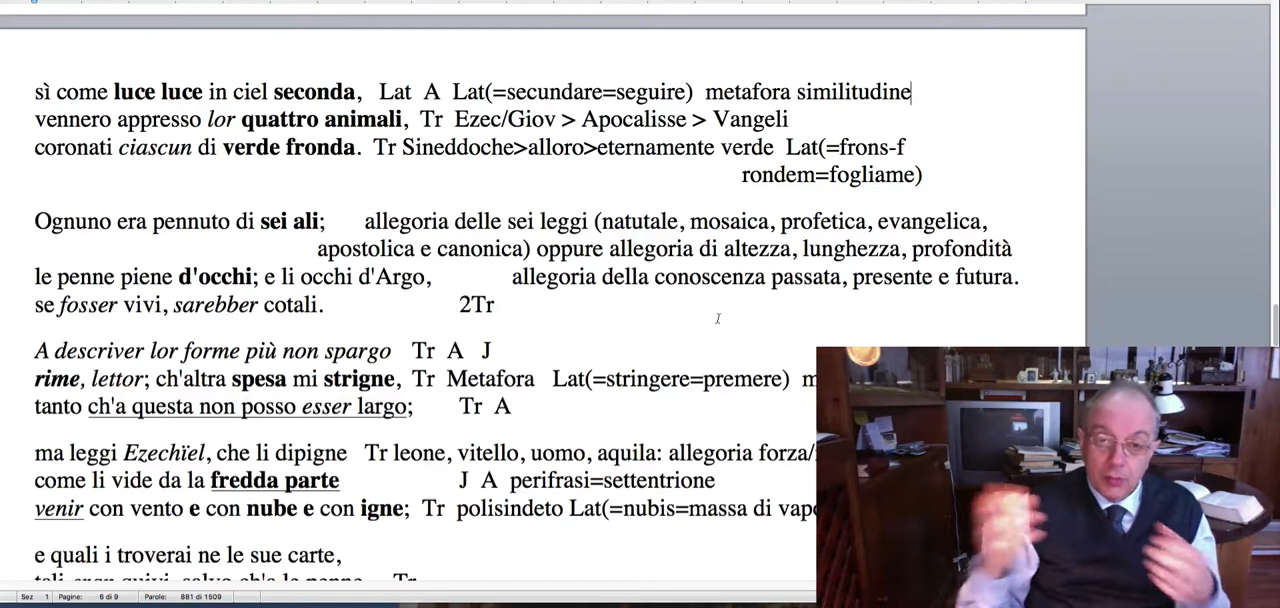 sì come luce luce in ciel seconda, Lat A Lat(=secundare=seguire) metafora similitudine
vennero appresso lor quattro animali, Tr Ezec/Giov > Apocalisse > Vangeli
coronati ciascun di verde fronda. Tr Sineddoche>alloro>eternamente verde Lat(=frons-f
rondem=fogliame)
Ognuno era pennuto di sei ali; allegoria delle sei leggi (natutale, mosaica, profetica, evangelica,
apostolica e canonica) oppure allegoria di altezza, lunghezza, profondità
le penne piene d'occhi; e li occhi d'Argo, allegoria della conoscenza passata, presente e futura.
se fosser vivi, sarebber cotali. 2Tr
A descriver lor forme più non spargo Tr A J
rime, lettor; ch'altra spesa mi strigne, Tr Metafora Lat(=stringere=premere) m
tanto ch'a questa non posso esser largo; Tr A
ma leggi Ezechïel, che li dipigne Tr leone, vitello, uomo, aquila: allegoria forza/
come li vide da la fredda parte J A perifrasi=settentrione
venir con vento e con nube e con igne; Tr polisindeto Lat(=nubis=massa di vapo
e quali i troverai ne le sue carte,
Sez 1 Pagine: 6 di 9 Parole: 881 di 1509